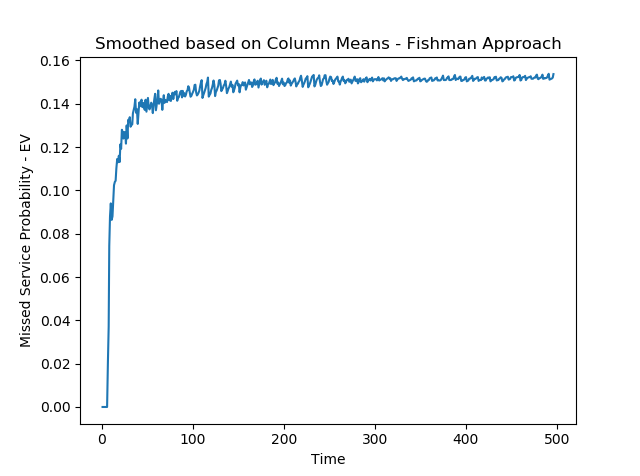 Smoothed based on Column Means - Fishman Approach
0.16
0.14
0.12
0.10
0.08
0.06
0.04
0.02
0.00
Missed Service Probability - EV
0 100 200 300 400 500
Time